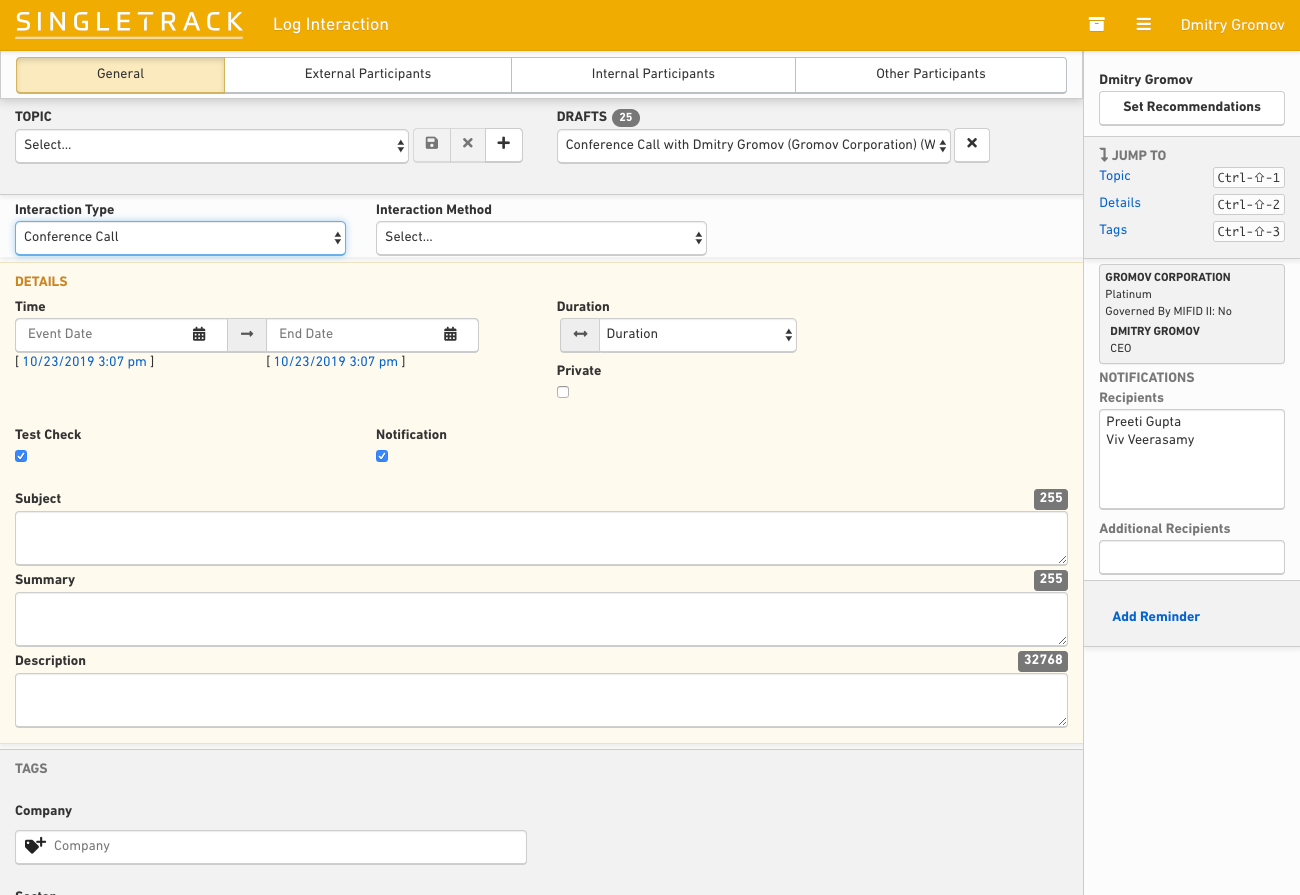 SINGLETRACK Log Interaction Dmitry Gromov
General External Participants Internal Participants Other Participants
TOPIC
Select...
DRAFTS 25
Conference Call with Dmitry Gromov (Gromov Corporation) (W
Interaction Type
Conference Call
Interaction Method
Select...
DETAILS
Time
Event Date
End Date
[ 10/23/2019 3:07 pm ] [ 10/23/2019 3:07 pm ]
Duration
Duration
Private
Test Check
Notification
Subject 255
Summary 255
Description 32768
TAGS
Company
Company
Dmitry Gromov
Set Recommendations
JUMP TO
Topic Ctrl-⇧-1
Details Ctrl-⇧-2
Tags Ctrl-⇧-3
GROMOV CORPORATION
Platinum
Governed By MIFID II: No
DMITRY GROMOV
CEO
NOTIFICATIONS
Recipients
Preeti Gupta
Viv Veerasamy
Additional Recipients
Add Reminder